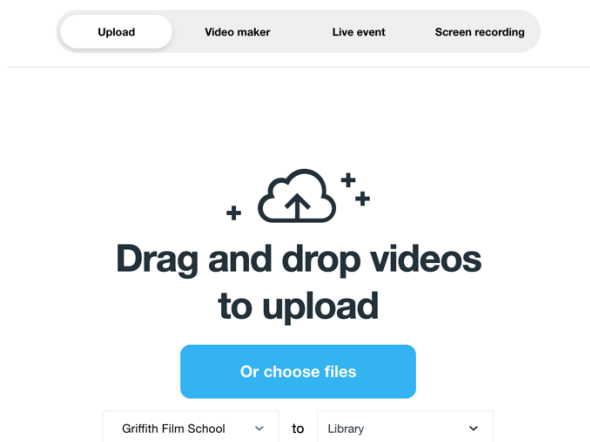 Upload Video maker Live event Screen recording
Drag and drop videos
to upload
Or choose files
Griffith Film School to Library